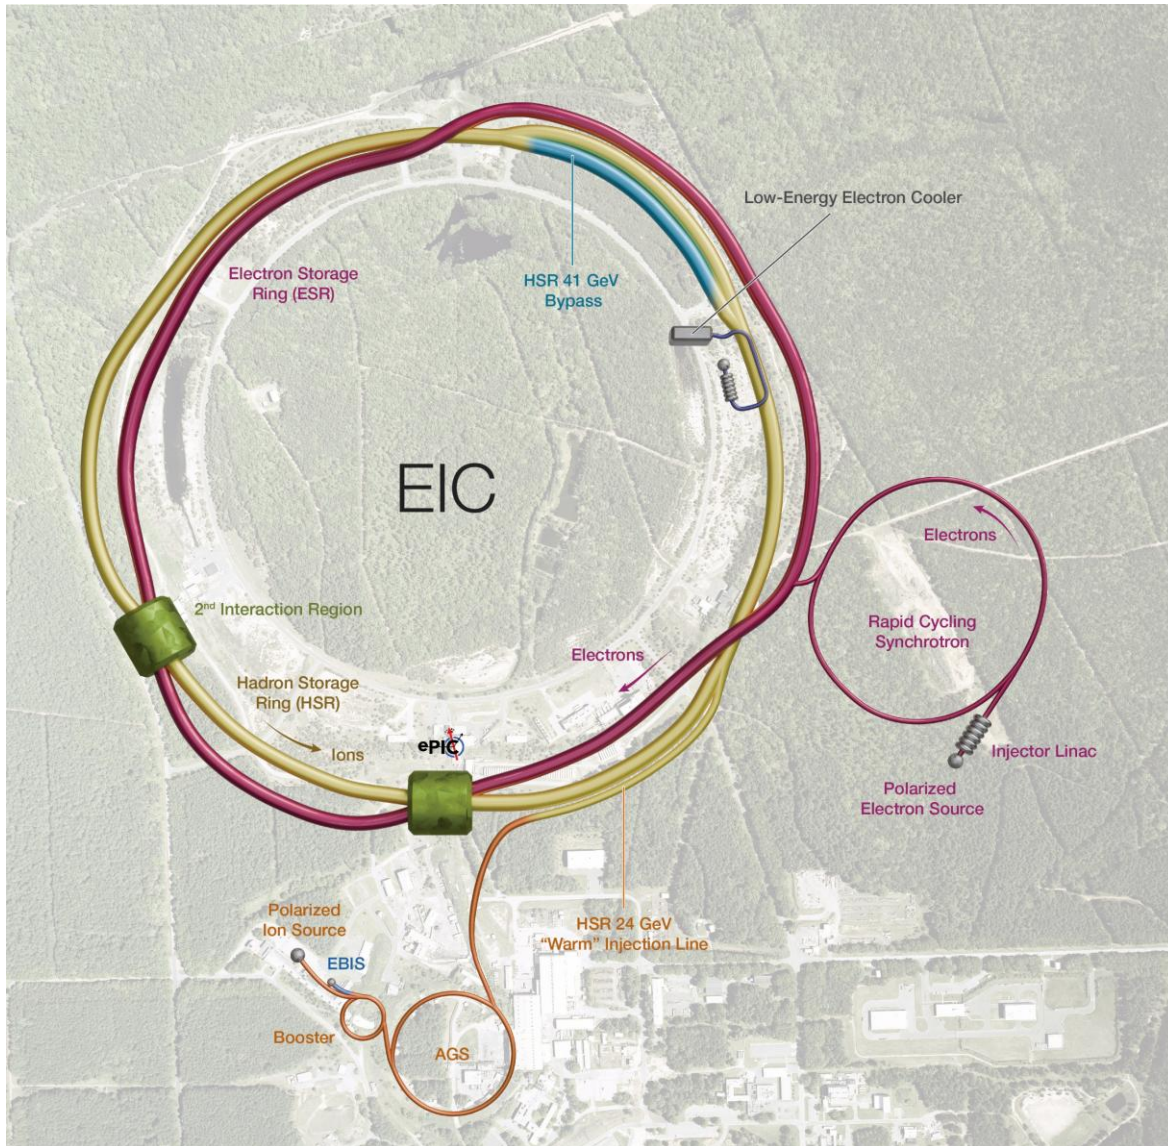 Low-Energy Electron Cooler
Electron Storage
Ring (ESR)
HSR 41 GeV
Bypass
EIC
Electrons
2nd Interaction Region
Rapid Cycling
Synchrotron
Electrons
Hadron Storage
Ring (HSR)
Ions
ePIC
Injector Linac
Polarized
Electron Source
Polarized
Ion Source
HSR 24 GeV
“Warm” Injection Line
EBIS
Booster
AGS